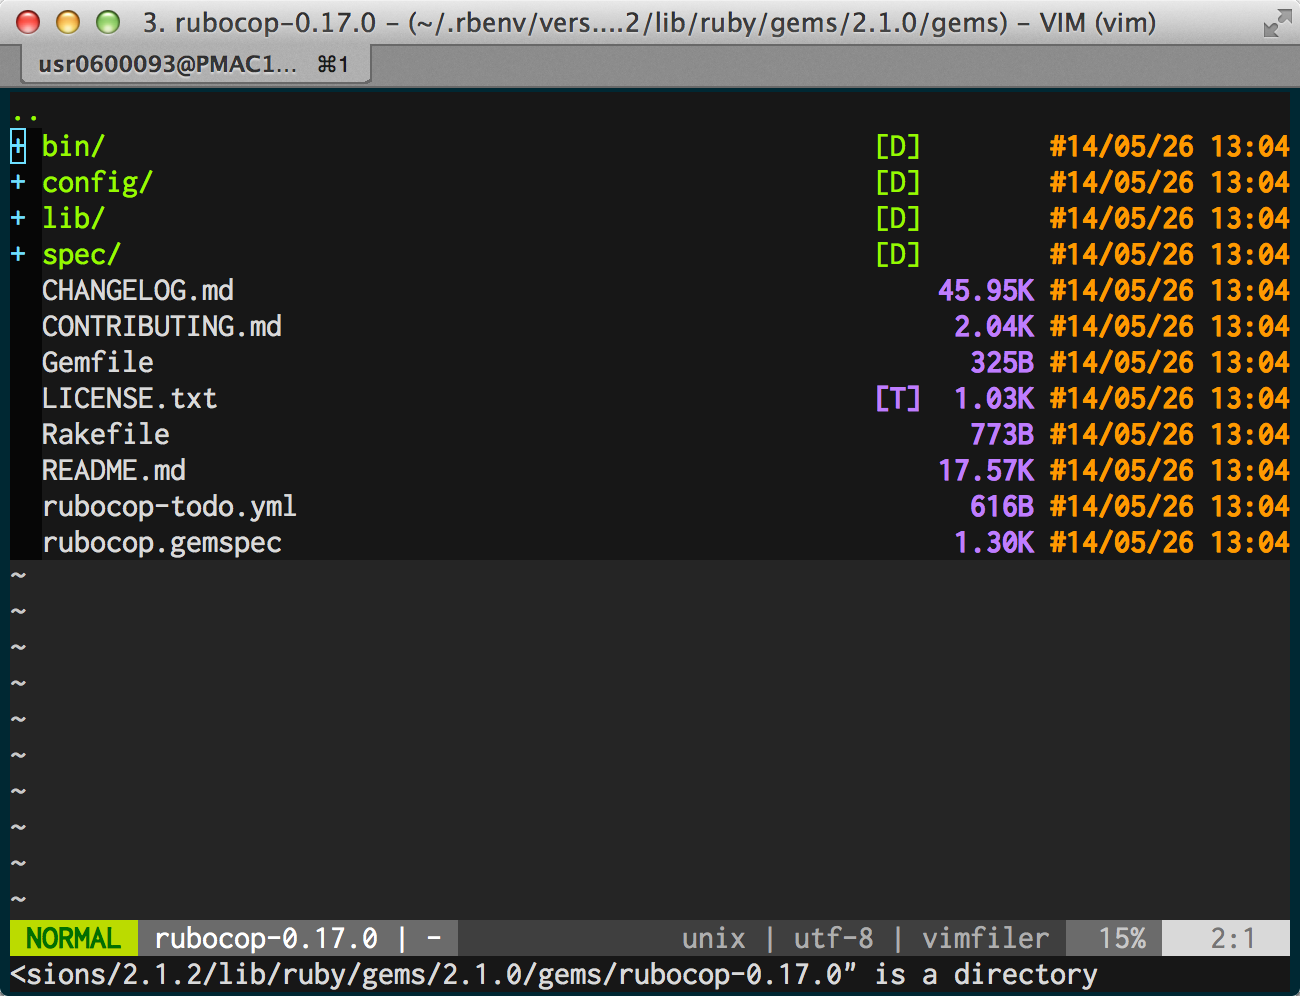 3. rubocop-0.17.0 – (~/.rbenv/vers....2/lib/ruby/gems/2.1.0/gems) – VIM (vim)
usr0600093@PMAC1... ⌘1
..
+ bin/ [D] #14/05/26 13:04
+ config/ [D] #14/05/26 13:04
+ lib/ [D] #14/05/26 13:04
+ spec/ [D] #14/05/26 13:04
CHANGELOG.md 45.95K #14/05/26 13:04
CONTRIBUTING.md 2.04K #14/05/26 13:04
Gemfile 325B #14/05/26 13:04
LICENSE.txt [T] 1.03K #14/05/26 13:04
Rakefile 773B #14/05/26 13:04
README.md 17.57K #14/05/26 13:04
rubocop-todo.yml 616B #14/05/26 13:04
rubocop.gemspec 1.30K #14/05/26 13:04
~
~
~
~
~
~
~
~
~
~
NORMAL rubocop-0.17.0 | - unix | utf-8 | vimfiler 15% 2:1
<sions/2.1.2/lib/ruby/gems/2.1.0/gems/rubocop-0.17.0" is a directory